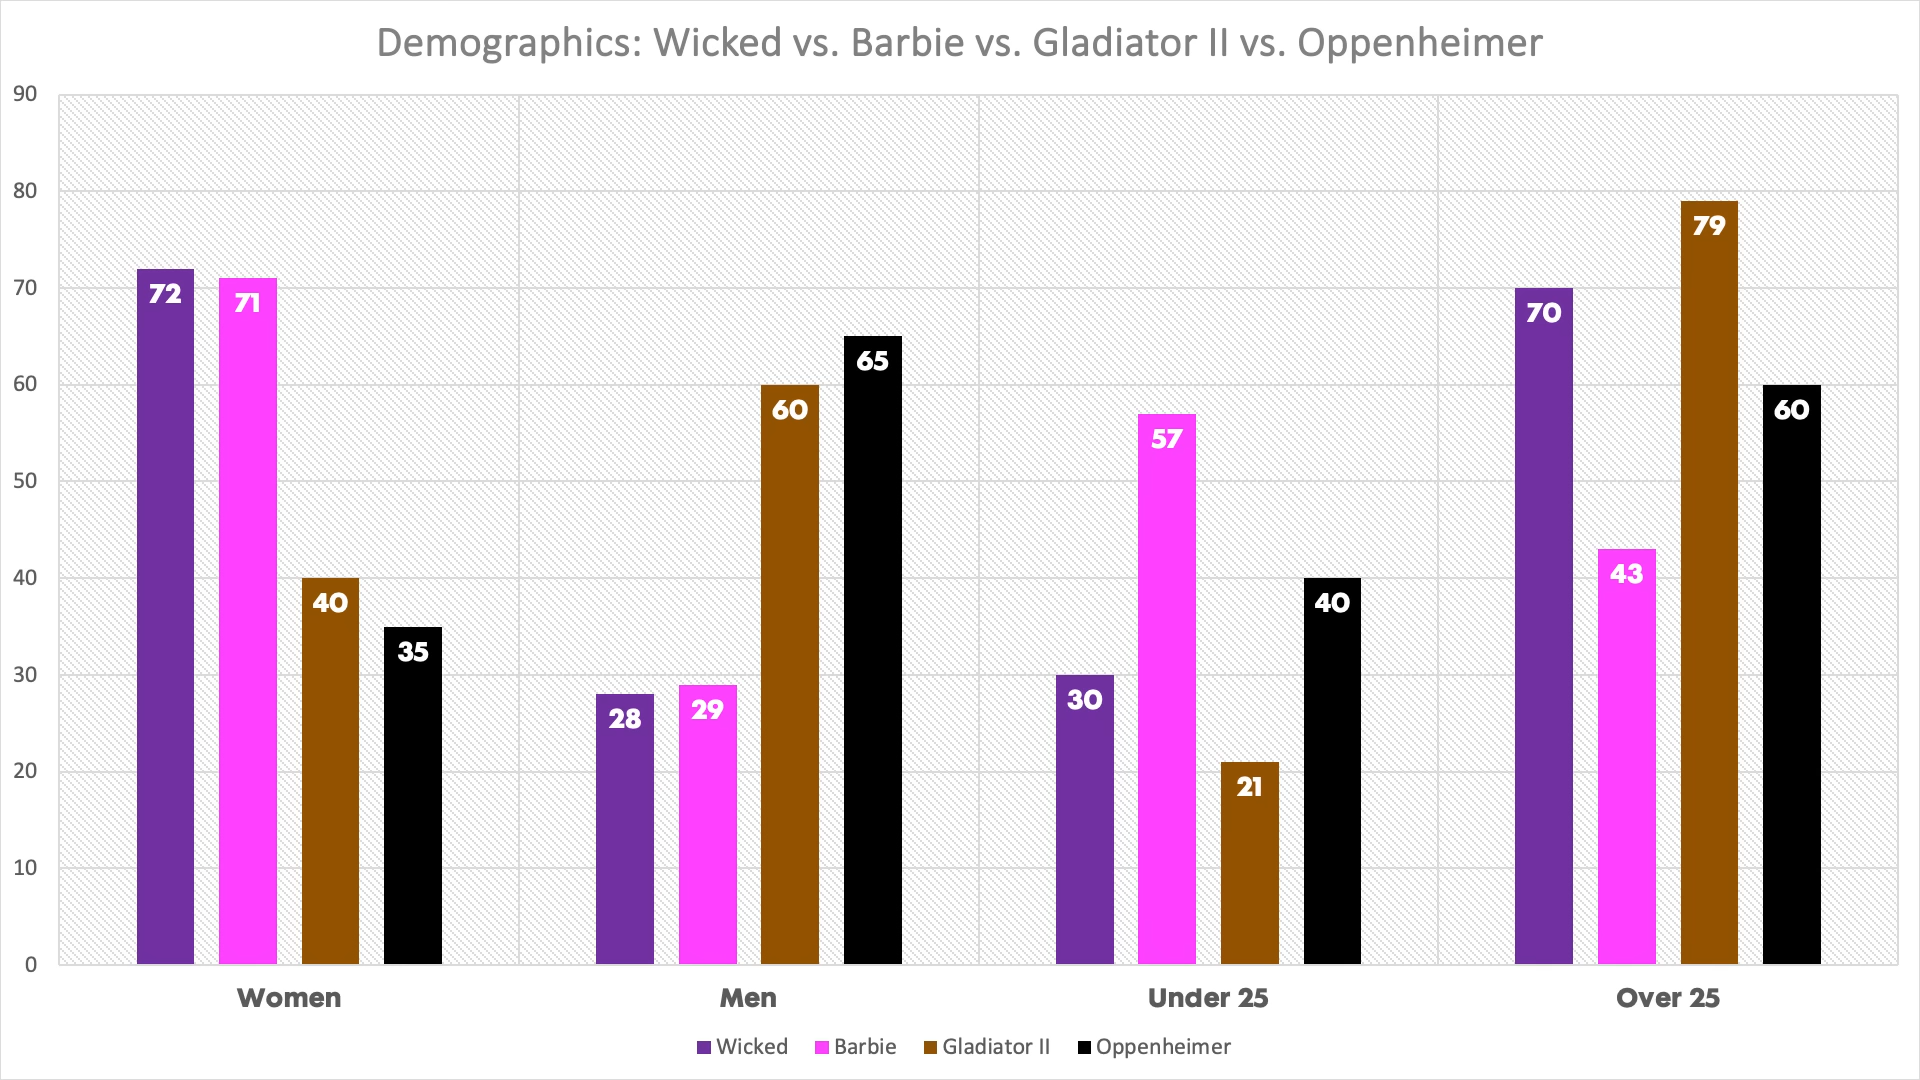 Demographics: Wicked vs. Barbie vs. Gladiator II vs. Oppenheimer
90
80
70
60
50
40
30
20
10
0
72
71
40
35
28
29
60
65
30
57
21
40
70
43
79
60
Women
Men
Under 25
Over 25
Wicked
Barbie
Gladiator II
Oppenheimer